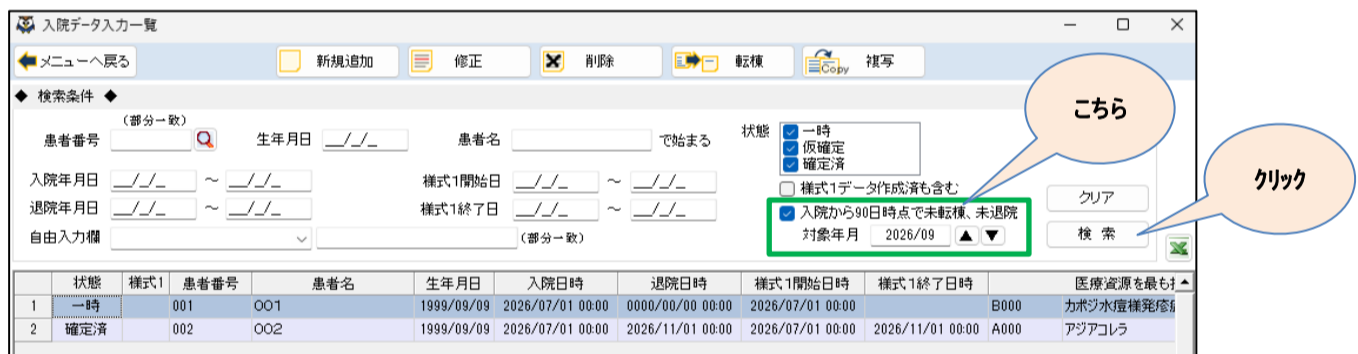 入院データ入力一覧
メニューへ戻る 新規追加 修正 削除 転棟 Copy 複写
◆ 検索条件 ◆
こちら
(部分一致)
患者番号 生年月日 __/_/_ 患者名 で始まる 状態 一時
仮確定
確定済
クリック
入院年月日 __/_/_ ～ __/_/_ 様式1開始日 __/_/_ ～ __/_/_ 様式1データ作成済も含む
クリア
退院年月日 __/_/_ ～ __/_/_ 様式1終了日 __/_/_ ～ __/_/_ 入院から90日時点で未転棟、未退院
自由入力欄 (部分一致) 対象年月 2026/09 ▲ ▼ 検 索
状態 様式1 患者番号 患者名 生年月日 入院日時 退院日時 様式1開始日時 様式1終了日時 医療資源を最も
1 一時 001 001 1999/09/09 2026/07/01 00:00 0000/00/00 00:00 2026/07/01 00:00 B000 カポジ水痘様発疹
2 確定済 002 002 1999/09/09 2026/07/01 00:00 2026/11/01 00:00 2026/07/01 00:00 2026/11/01 00:00 A000 アジアコレラ